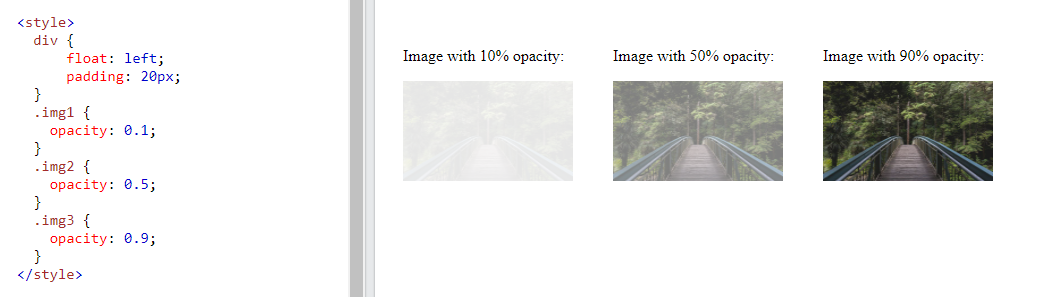 <style>
div {
float: left;
padding: 20px;
}
.img1 {
opacity: 0.1;
}
.img2 {
opacity: 0.5;
}
.img3 {
opacity: 0.9;
}
</style>
Image with 10% opacity:
Image with 50% opacity:
Image with 90% opacity: